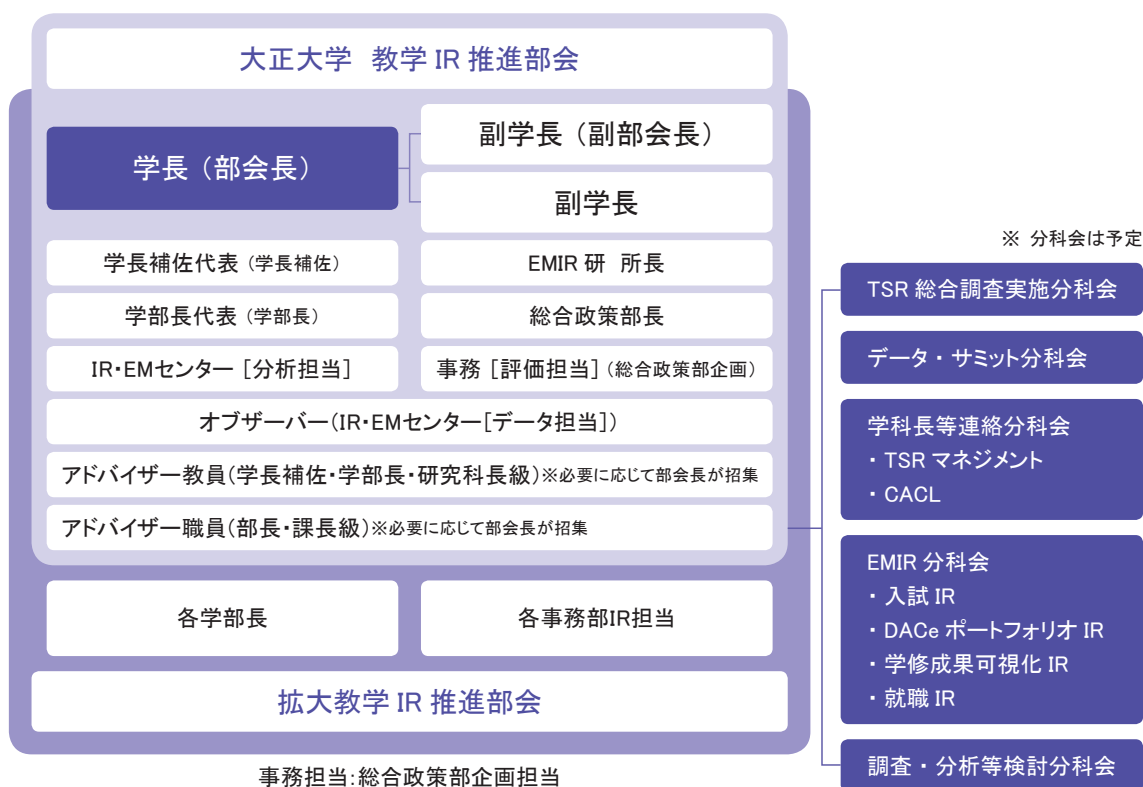 大正大学 教学 IR 推進部会
学長（部会長）
副学長（副部会長）
副学長
学長補佐代表（学長補佐）
EMIR 研 所長
学部長代表（学部長）
総合政策部長
IR・EMセンター［分析担当］
事務［評価担当］（総合政策部企画）
オブザーバー（IR・EMセンター［データ担当］）
アドバイザー教員（学長補佐・学部長・研究科長級）※必要に応じて部会長が招集
アドバイザー職員（部長・課長級）※必要に応じて部会長が招集
各学部長
各事務部IR担当
拡大教学 IR 推進部会
事務担当：総合政策部企画担当
※ 分科会は予定
TSR 総合調査実施分科会
データ・サミット分科会
学科長等連絡分科会
・ TSR マネジメント
・ CACL
EMIR 分科会
・ 入試 IR
・ DACe ポートフォリオ IR
・ 学修成果可視化 IR
・ 就職 IR
調査・分析等検討分科会